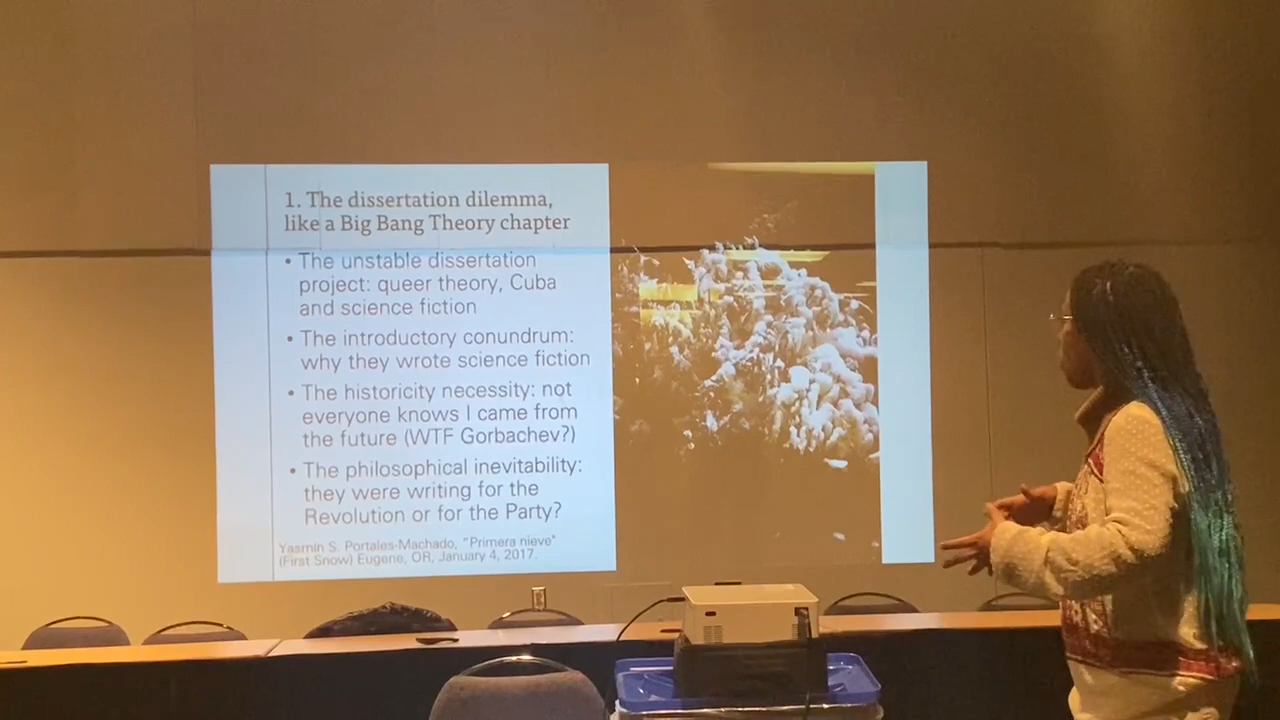 1. The dissertation dilemma,
like a Big Bang Theory chapter
• The unstable dissertation
project: queer theory, Cuba
and science fiction
• The introductory conundrum:
why they wrote science fiction
• The historicity necessity: not
everyone knows I came from
the future (WTF Gorbachev?)
• The philosophical inevitability:
they were writing for the
Revolution or for the Party?
Yasmín S. Portales-Machado, "Primera nieve"
(First Snow) Eugene, OR, January 4, 2017.